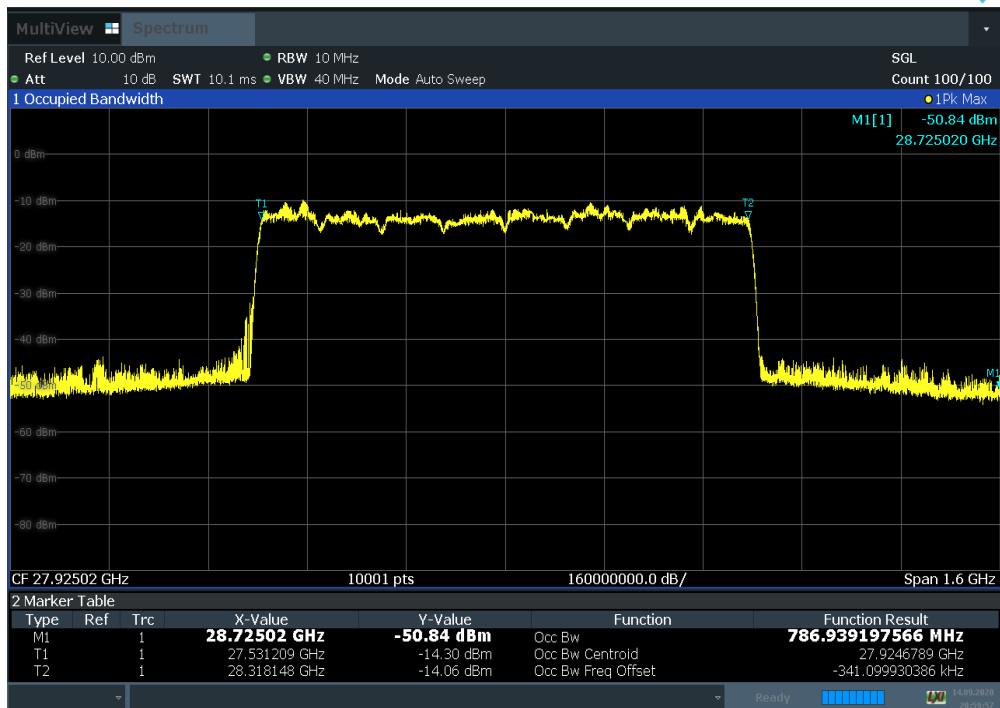 MultiView Spectrum
Ref Level 10.00 dBm RBW 10 MHz SGL
Att 10 dB SWT 10.1 ms VBW 40 MHz Mode Auto Sweep Count 100/100
1 Occupied Bandwidth 1Pk Max
M1[1] -50.84 dBm
28.725020 GHz
0 dBm
-10 dBm
T1 T2
-20 dBm
-30 dBm
-40 dBm
M1
-50 dBm
-60 dBm
-70 dBm
-80 dBm
CF 27.92502 GHz 10001 pts 160000000.0 dB/ Span 1.6 GHz
2 Marker Table
Type Ref Trc X-Value Y-Value Function Function Result
M1 1 28.72502 GHz -50.84 dBm Occ Bw 786.939197566 MHz
T1 1 27.531209 GHz -14.30 dBm Occ Bw Centroid 27.9246789 GHz
T2 1 28.318148 GHz -14.06 dBm Occ Bw Freq Offset -341.099930386 kHz
Ready LXI 14.09.2020
20:59:57